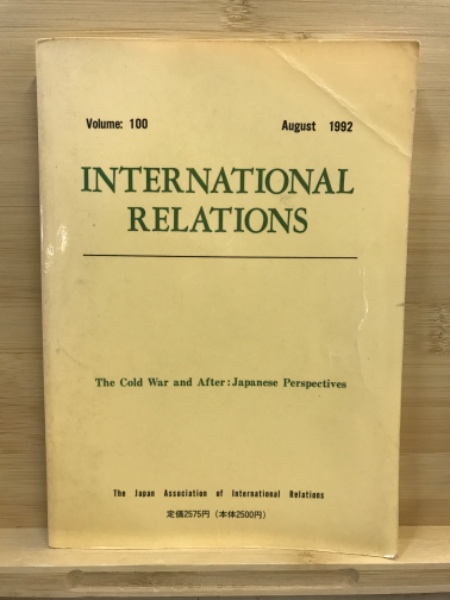 Volume: 100 August 1992
INTERNATIONAL
RELATIONS
The Cold War and After: Japanese Perspectives
The Japan Association of International Relations
定価2575円 (本体2500円)